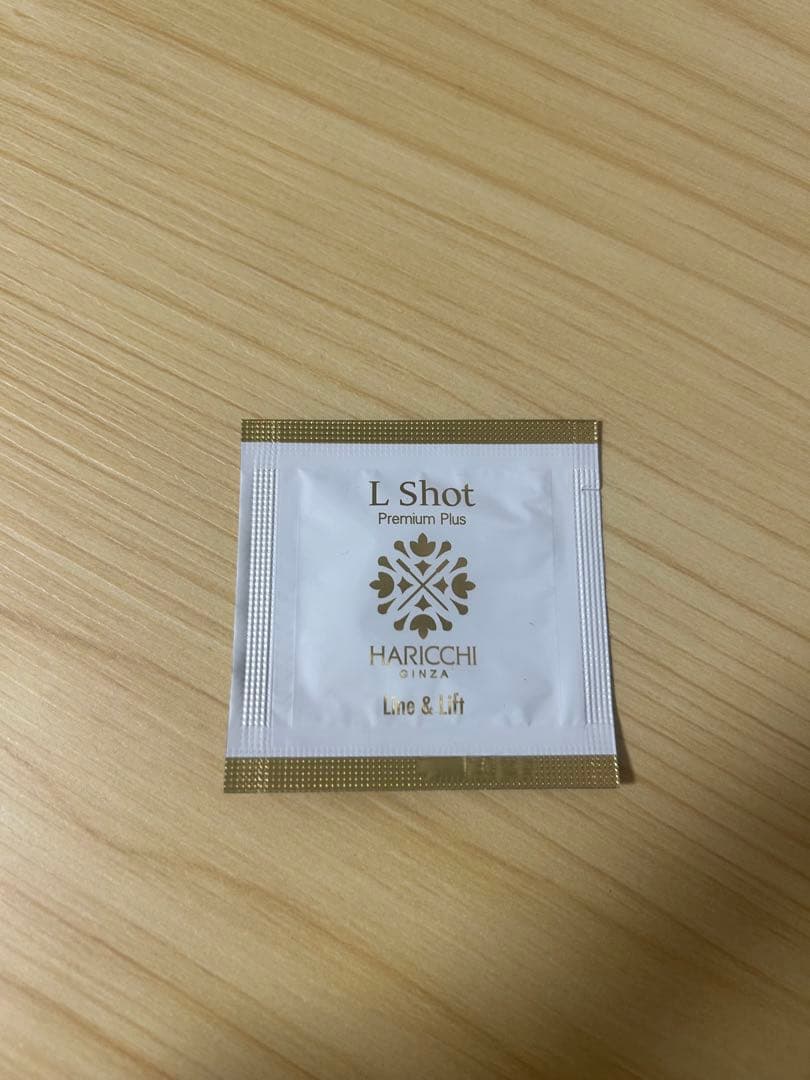 L Shot
Premium Plus
HARICCHI
GINZA
Line & Lift